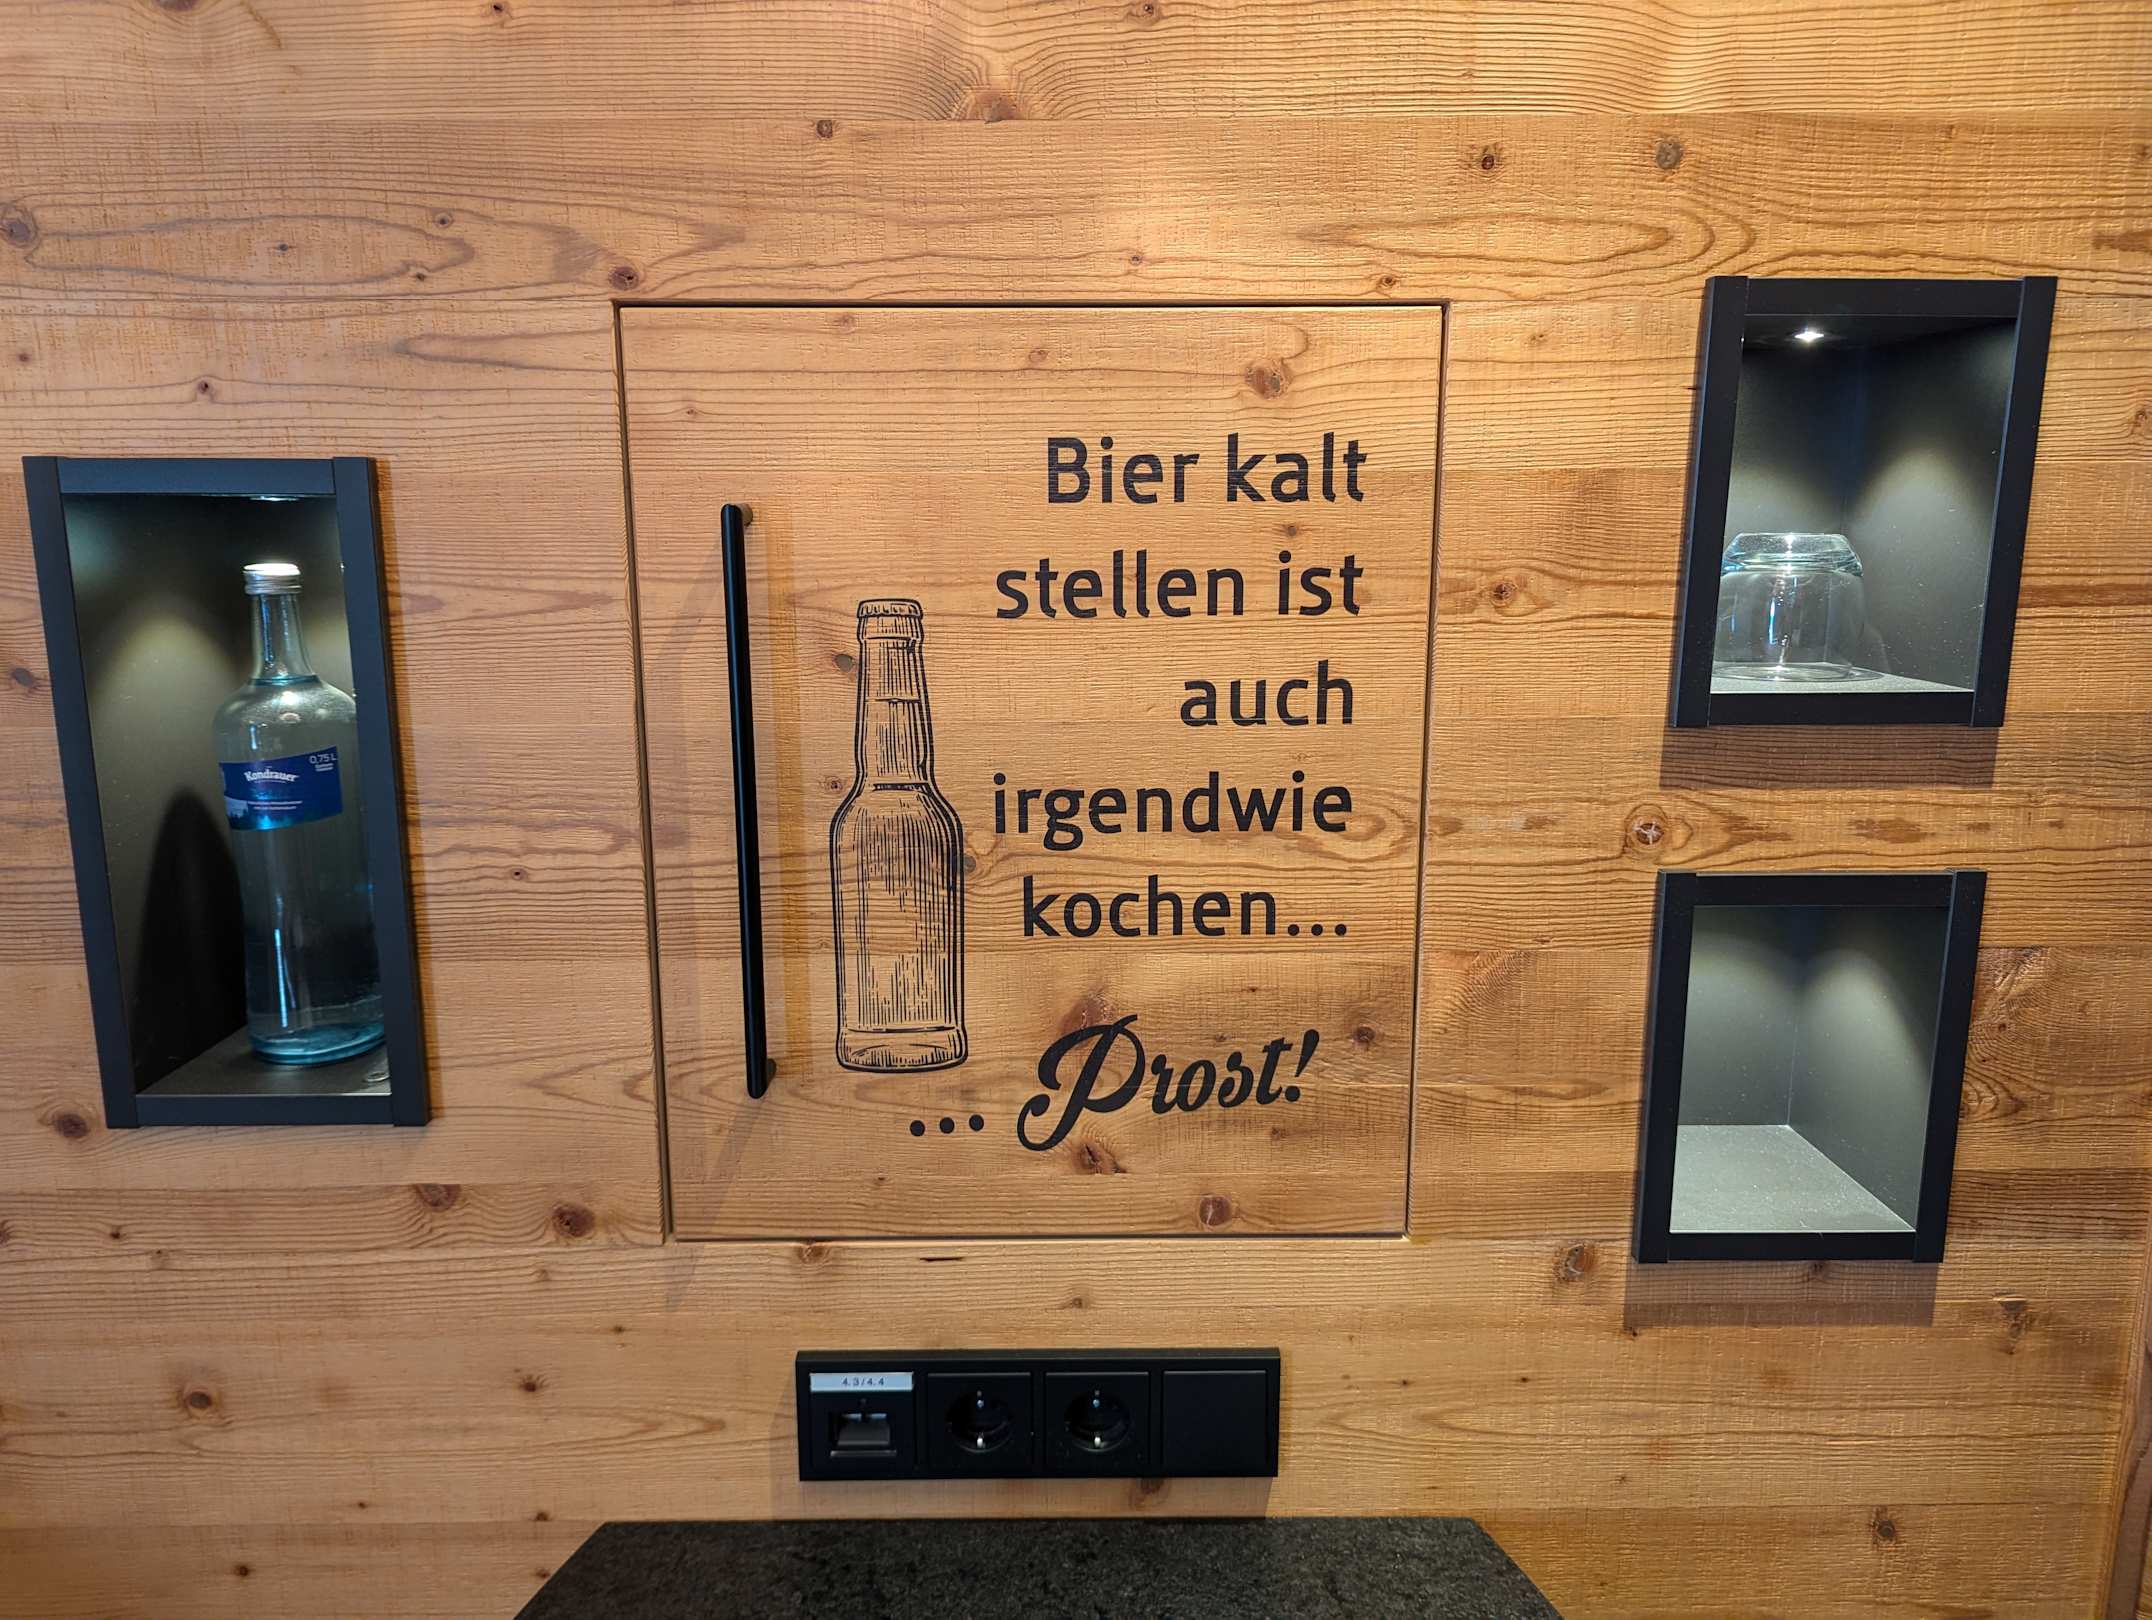 Bier kalt
stellen ist
auch
irgendwie
kochen...
... Prost!
0,75 L
Kondrauer
4.3/4.4